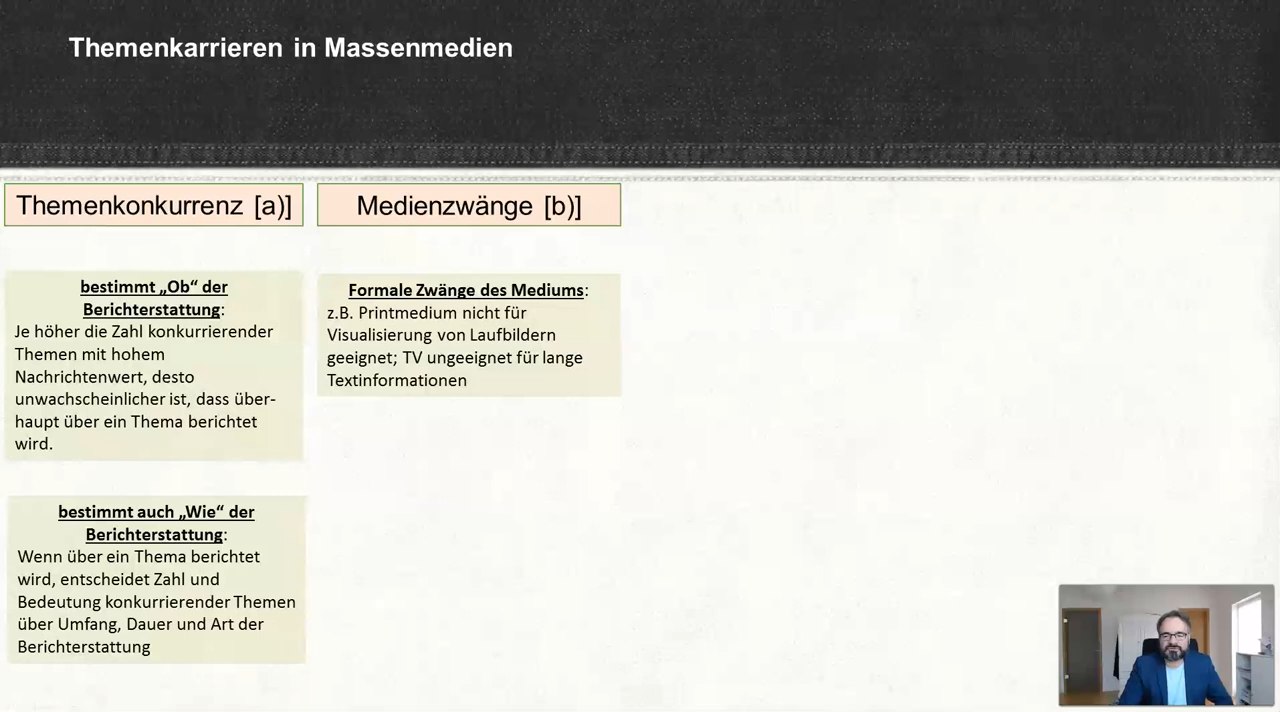 Themenkarrieren in Massenmedien
Themenkonkurrenz [a)]
bestimmt „Ob“ der
Berichterstattung:
Je höher die Zahl konkurrierender
Themen mit hohem
Nachrichtenwert, desto
unwachscheinlicher ist, dass über-
haupt über ein Thema berichtet
wird.
bestimmt auch „Wie“ der
Berichterstattung:
Wenn über ein Thema berichtet
wird, entscheidet Zahl und
Bedeutung konkurrierender Themen
über Umfang, Dauer und Art der
Berichterstattung
Medienzwänge [b)]
Formale Zwänge des Mediums:
z.B. Printmedium nicht für
Visualisierung von Laufbildern
geeignet; TV ungeeignet für lange
Textinformationen